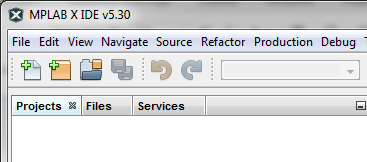 MPLAB X IDE v5.30
File Edit View Navigate Source Refactor Production Debug
Projects Files Services